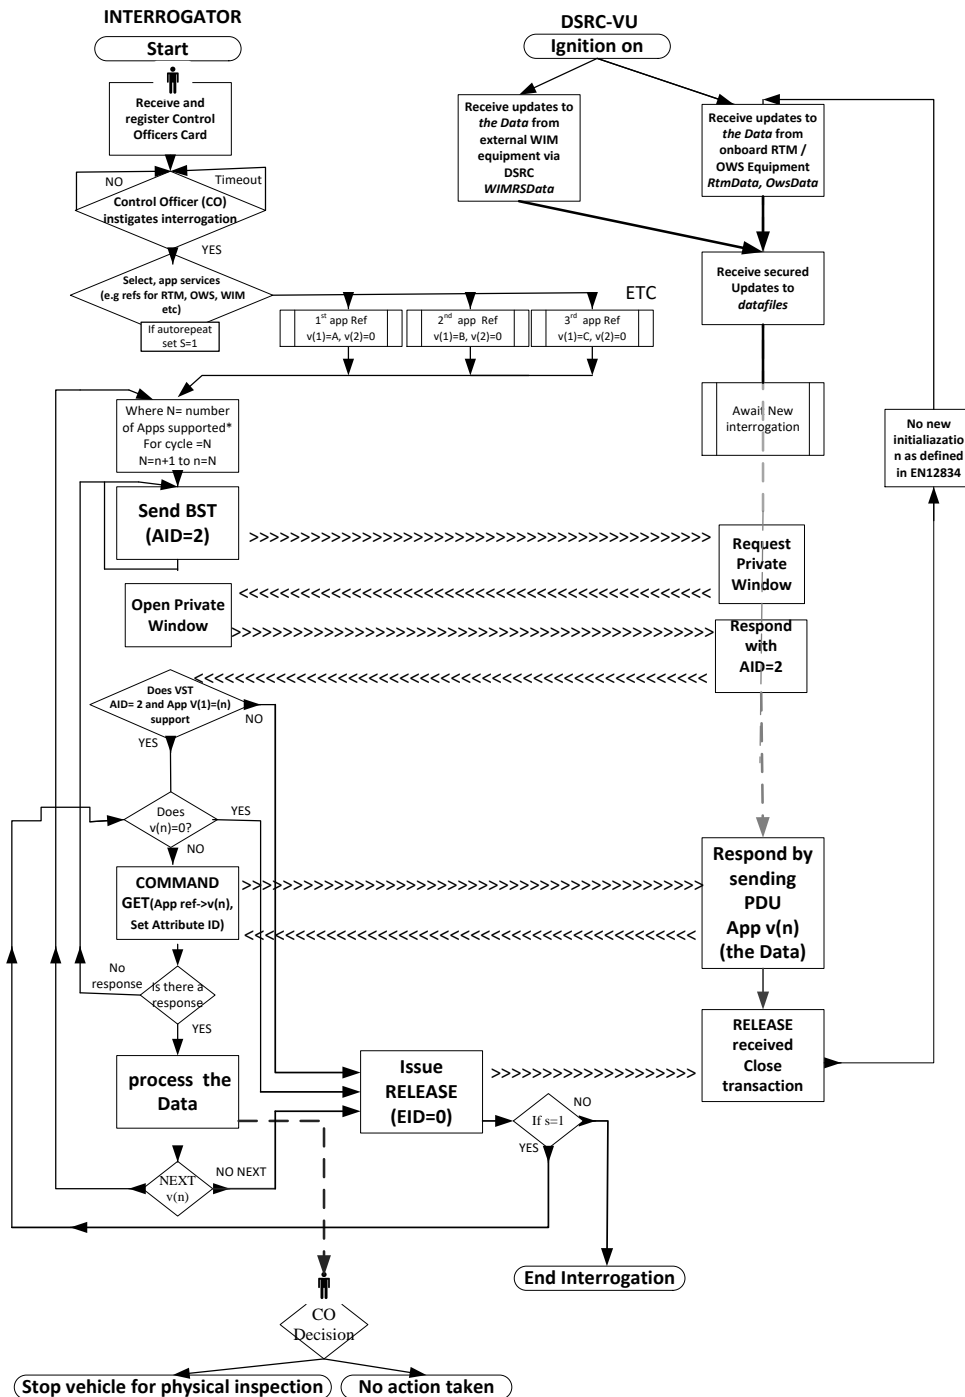 INTERROGATOR
Start
Receive and
register Control
Officers Card
NO
Timeout
Control Officer (CO)
instigates interrogation
YES
Select, app services
(e.g refs for RTM, OWS, WIM
etc)
If autorepeat
set S=1
ETC
1st app Ref
v(1)=A, v(2)=0
2nd app Ref
v(1)=B, v(2)=0
3rd app Ref
v(1)=C, v(2)=0
Where N= number
of Apps supported*
For cycle =N
N=n+1 to n=N
Send BST
(AID=2)
>>>>>>>>>>>>>>>>>>>>>>>>>>>>>>>>>>>>
<<<<<<<<<<<<<<<<<<<<<<<<<<<<<<<<<<<<<
Open Private
Window
>>>>>>>>>>>>>>>>>>>>>>>>>>>>>>>>>>>>>>
<<<<<<<<<<<<<<<<<<<<<<<<<<<<<<<<<<<<<<<<
Does VST
AID= 2 and App V(1)=(n)
support
NO
YES
Does
v(n)=0?
YES
NO
COMMAND
GET(App ref->v(n),
Set Attribute ID)
>>>>>>>>>>>>>>>>>>>>>>>>>>>>>>>>>>>>
<<<<<<<<<<<<<<<<<<<<<<<<<<<<<<<<<<<
No
response
Is there a
response
YES
process the
Data
NEXT
v(n)
NO NEXT
Issue
RELEASE
(EID=0)
>>>>>>>>>>>>>>>>
If s=1
NO
YES
End Interrogation
CO
Decision
Stop vehicle for physical inspection
No action taken
DSRC-VU
Ignition on
Receive updates to
the Data from
external WIM
equipment via
DSRC
WIMRSData
Receive updates to
the Data from
onboard RTM /
OWS Equipment
RtmData, OwsData
Receive secured
Updates to
datafiles
Await New
interrogation
No new
initialiazatio
n as defined
in EN12834
Request
Private
Window
Respond
with
AID=2
Respond by
sending
PDU
App v(n)
(the Data)
RELEASE
received
Close
transaction